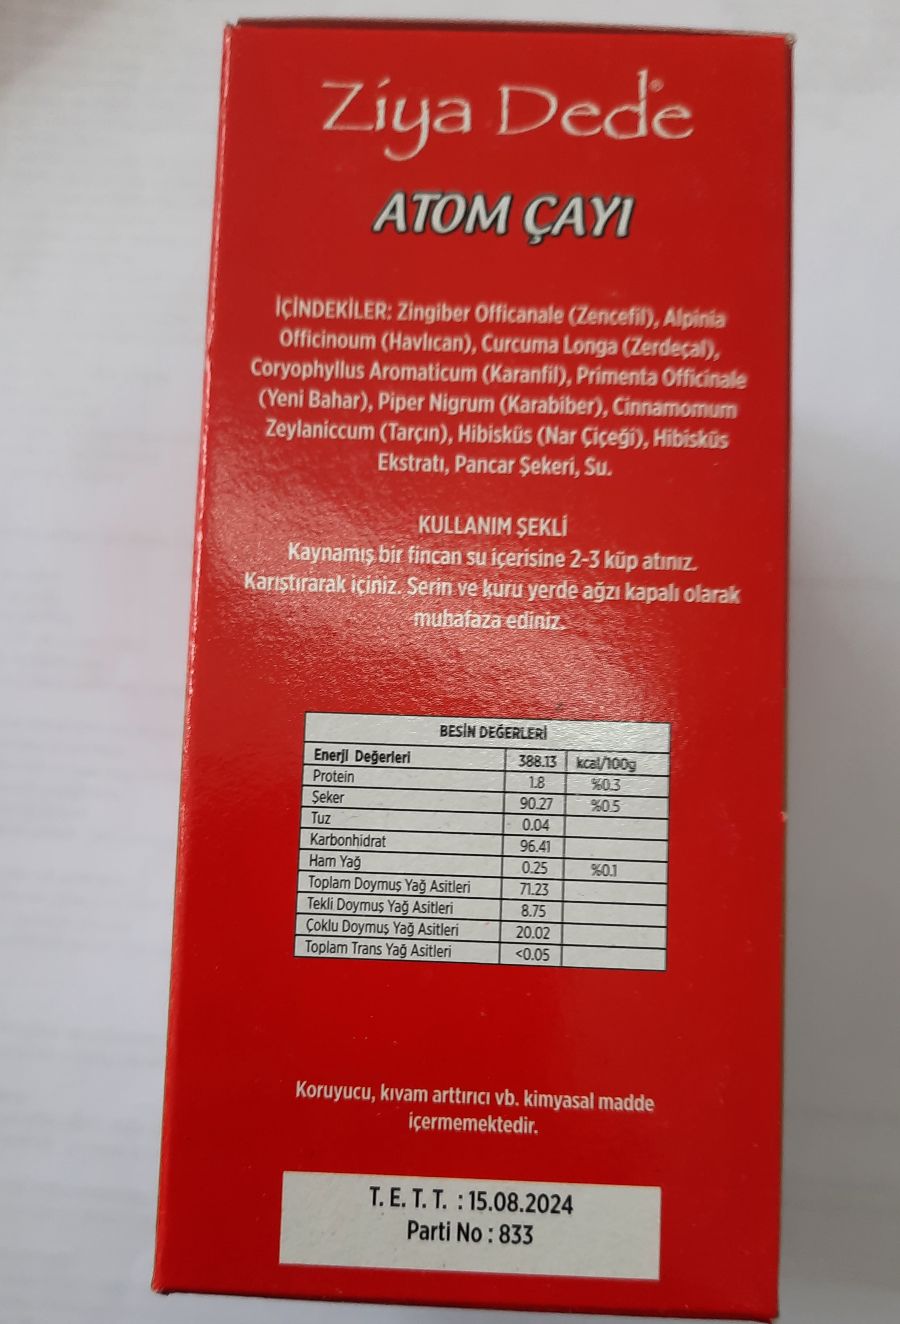 Ziya Dede®
ATOM ÇAYI
İÇİNDEKİLER: Zingiber Officanale (Zencefil), Alpinia
Officinoum (Havlıcan), Curcuma Longa (Zerdeçal),
Coryophyllus Aromaticum (Karanfil), Primenta Officinale
(Yeni Bahar), Piper Nigrum (Karabiber), Cinnamomum
Zeylaniccum (Tarçın), Hibisküs (Nar Çiçeği), Hibisküs
Ekstratı, Pancar Şekeri, Su.
KULLANIM ŞEKLİ
Kaynamış bir fincan su içerisine 2-3 küp atınız.
Karıştırarak içiniz. Serin ve kuru yerde ağzı kapalı olarak
muhafaza ediniz.
BESİN DEĞERLERİ
Enerji Değerleri 388.13 kcal/100g
Protein 1.8 %0.3
Şeker 90.27 %0.5
Tuz 0.04
Karbonhidrat 96.41
Ham Yağ 0.25 %0.1
Toplam Doymuş Yağ Asitleri 71.23
Tekli Doymuş Yağ Asitleri 8.75
Çoklu Doymuş Yağ Asitleri 20.02
Toplam Trans Yağ Asitleri <0.05
Koruyucu, kıvam arttırıcı vb. kimyasal madde
içermemektedir.
T. E. T. T. : 15.08.2024
Parti No : 833